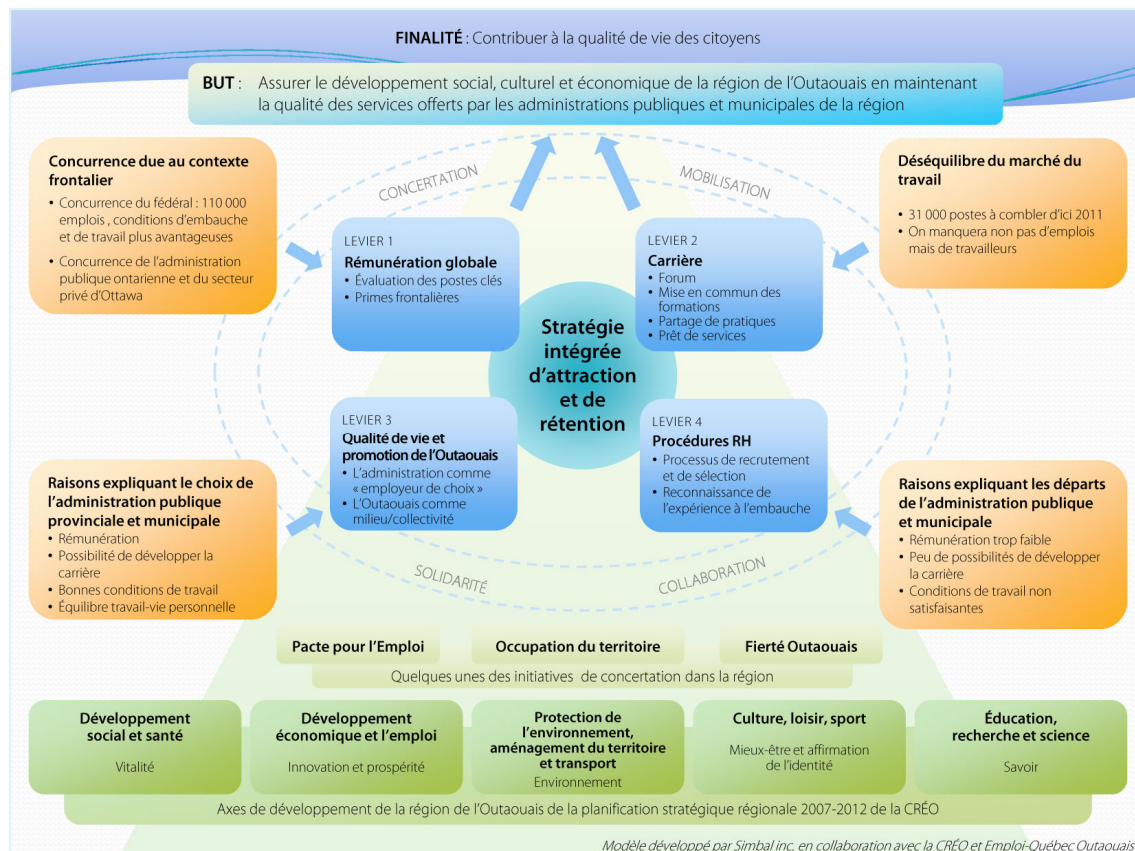 FINALITÉ : Contribuer à la qualité de vie des citoyens
BUT : Assurer le développement social, culturel et économique de la région de l'Outaouais en maintenant
la qualité des services offerts par les administrations publiques et municipales de la région
Concurrence due au contexte
frontalier
• Concurrence du fédéral : 110 000
emplois , conditions d'embauche
et de travail plus avantageuses
• Concurrence de l'administration
publique ontarienne et du secteur
privé d'Ottawa
CONCERTATION
MOBILISATION
Déséquilibre du marché du
travail
• 31 000 postes à combler d'ici 2011
• On manquera non pas d'emplois
mais de travailleurs
LEVIER 1
Rémunération globale
• Évaluation des postes clés
• Primes frontalières
LEVIER 2
Carrière
• Forum
• Mise en commun des
formations
• Partage de pratiques
• Prêt de services
Stratégie
intégrée
d'attraction
et de
rétention
LEVIER 3
Qualité de vie et
promotion de l'Outaouais
• L'administration comme
« employeur de choix »
• L'Outaouais comme
milieu/collectivité
LEVIER 4
Procédures RH
• Processus de recrutement
et de sélection
• Reconnaissance de
l'expérience à l'embauche
Raisons expliquant le choix de
l'administration publique
provinciale et municipale
• Rémunération
• Possibilité de développer la
carrière
• Bonnes conditions de travail
• Équilibre travail-vie personnelle
SOLIDARITÉ
COLLABORATION
Raisons expliquant les départs
de l'administration publique
et municipale
• Rémunération trop faible
• Peu de possibilités de développer
la carrière
• Conditions de travail non
satisfaisantes
Pacte pour l'Emploi
Occupation du territoire
Fierté Outaouais
Quelques unes des initiatives de concertation dans la région
Développement
social et santé
Vitalité
Développement
économique et l'emploi
Innovation et prospérité
Protection de
l'environnement,
aménagement du territoire
et transport
Environnement
Culture, loisir, sport
Mieux-être et affirmation
de l'identité
Éducation,
recherche et science
Savoir
Axes de développement de la région de l'Outaouais de la planification stratégique régionale 2007-2012 de la CRÉO
Modèle développé par Simbal inc. en collaboration avec la CRÉO et Emploi-Québec Outaouais